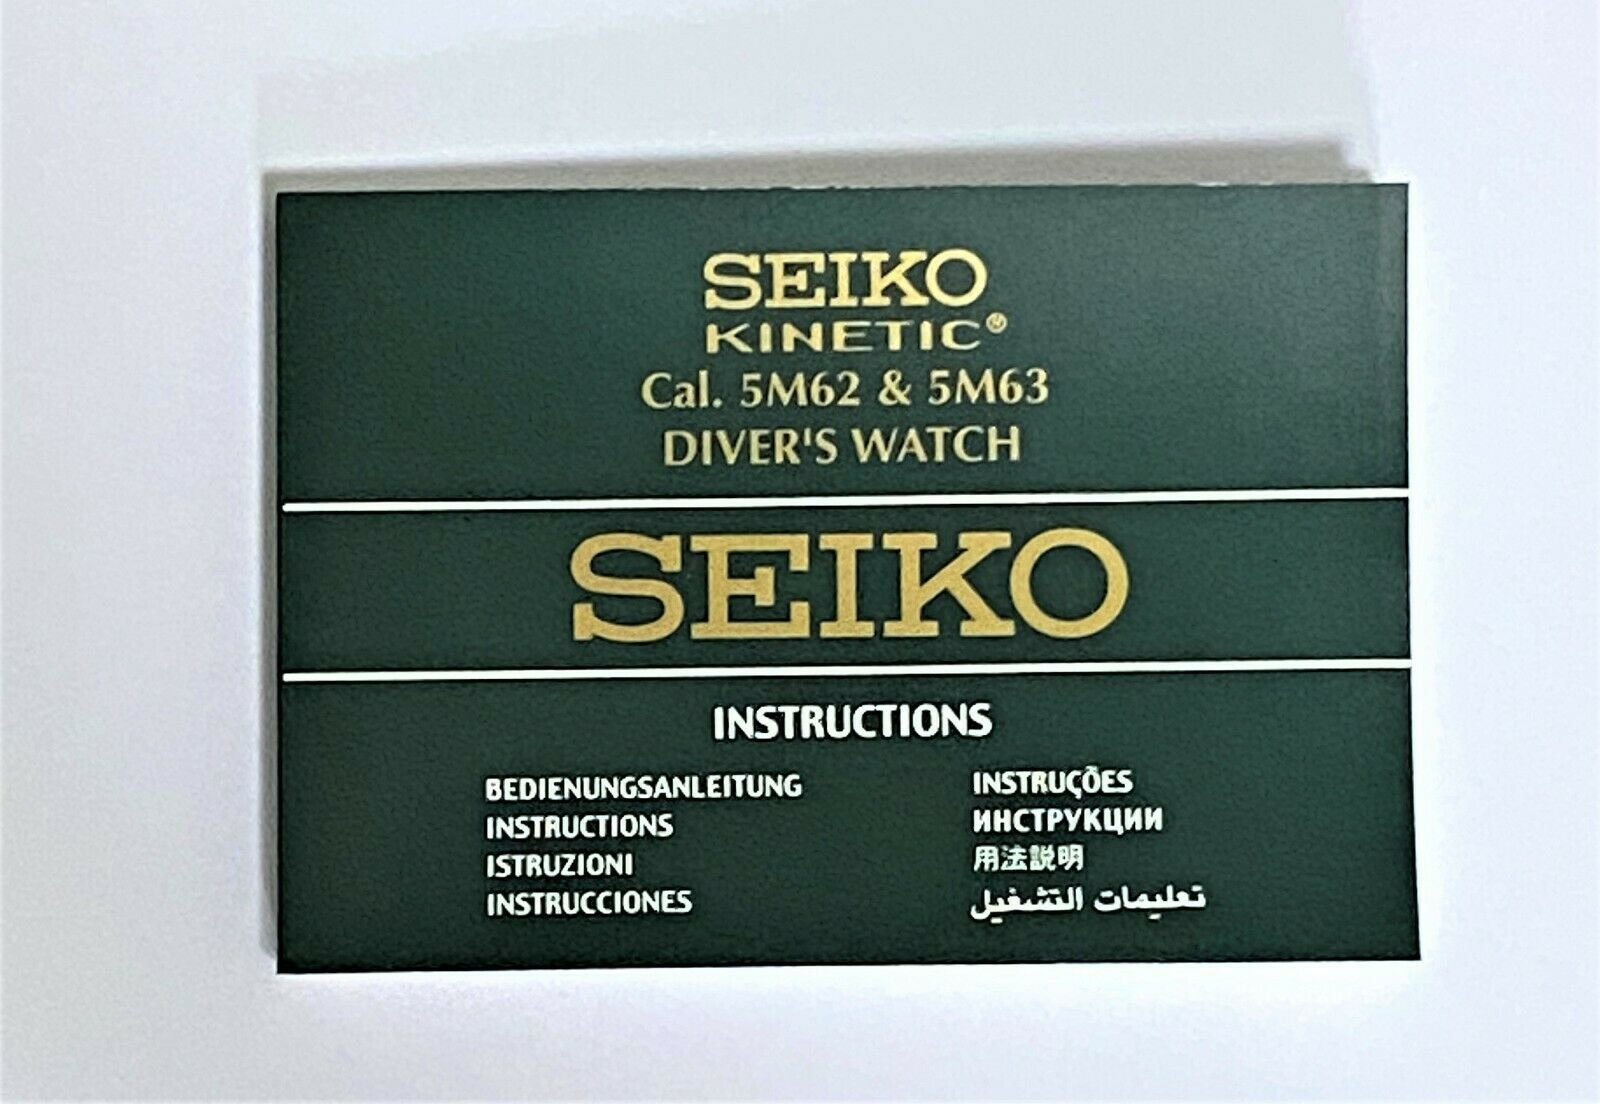 SEIKO
KINETIC®
Cal. 5M62 & 5M63
DIVER'S WATCH
SEIKO
INSTRUCTIONS
BEDIENUNGSANLEITUNG
INSTRUCTIONS
ISTRUZIONI
INSTRUCCIONES
INSTRUÇÕES
ИНСТРУКЦИИ
用法説明
تعليمات التشغيل